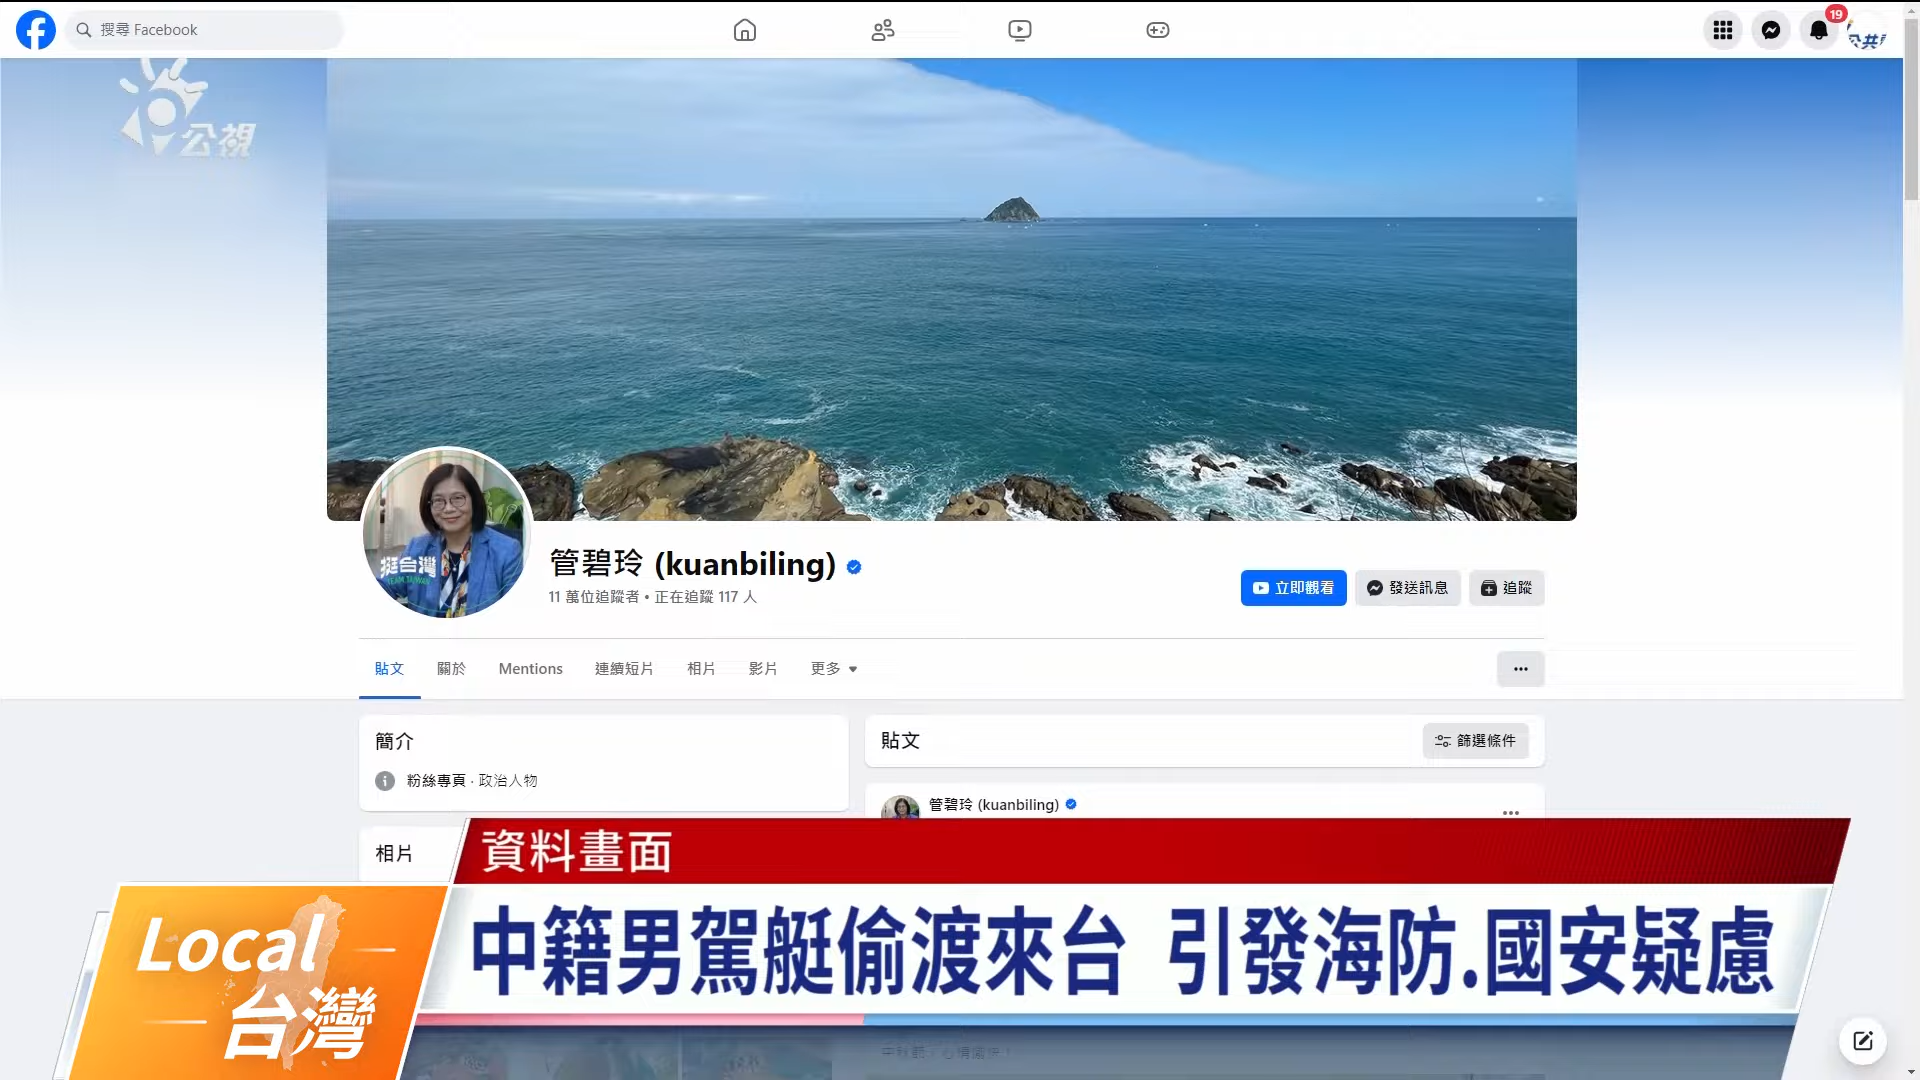 搜尋 Facebook
19
公共
公視
挺台灣
TEAM TAIWAN
管碧玲 (kuanbiling)
11 萬位追蹤者 • 正在追蹤 117 人
立即觀看
發送訊息
追蹤
貼文
關於
Mentions
連續短片
相片
影片
更多
簡介
粉絲專頁 · 政治人物
貼文
篩選條件
管碧玲 (kuanbiling)
相片
資料畫面
中籍男駕艇偷渡來台 引發海防.國安疑慮
Local
台灣